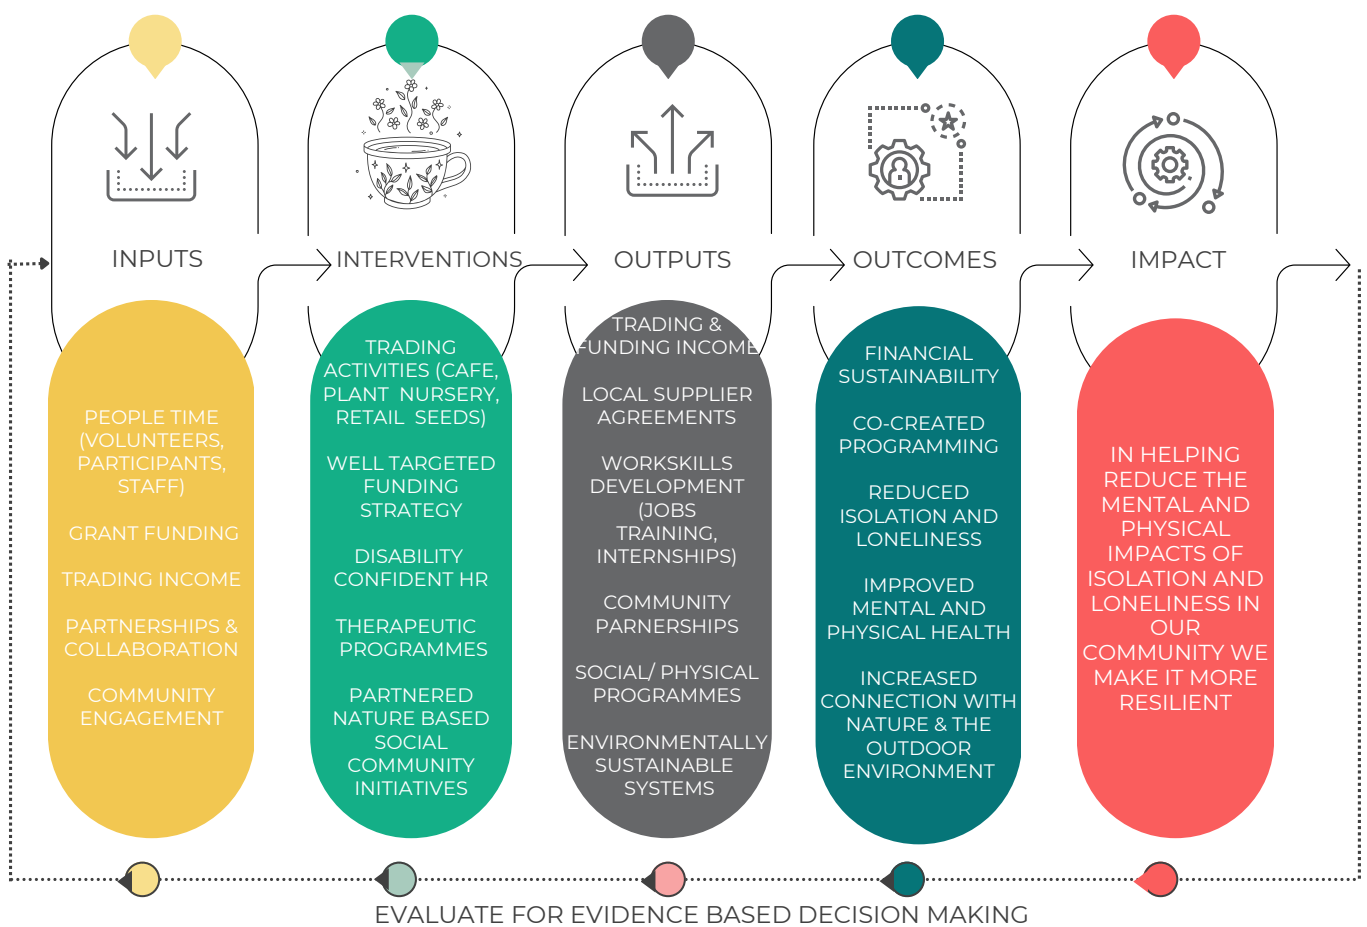 INPUTS
INTERVENTIONS
OUTPUTS
OUTCOMES
IMPACT
PEOPLE TIME
(VOLUNTEERS,
PARTICIPANTS,
STAFF)
GRANT FUNDING
TRADING INCOME
PARTNERSHIPS &
COLLABORATION
COMMUNITY
ENGAGEMENT
TRADING
ACTIVITIES (CAFE,
PLANT NURSERY,
RETAIL SEEDS)
WELL TARGETED
FUNDING
STRATEGY
DISABILITY
CONFIDENT HR
THERAPEUTIC
PROGRAMMES
PARTNERED
NATURE BASED
SOCIAL
COMMUNITY
INITIATIVES
TRADING &
FUNDING INCOME
LOCAL SUPPLIER
AGREEMENTS
WORKSKILLS
DEVELOPMENT
(JOBS
TRAINING,
INTERNSHIPS)
COMMUNITY
PARNERSHIPS
SOCIAL/ PHYSICAL
PROGRAMMES
ENVIRONMENTALLY
SUSTAINABLE
SYSTEMS
FINANCIAL
SUSTAINABILITY
CO-CREATED
PROGRAMMING
REDUCED
ISOLATION AND
LONELINESS
IMPROVED
MENTAL AND
PHYSICAL HEALTH
INCREASED
CONNECTION WITH
NATURE & THE
OUTDOOR
ENVIRONMENT
IN HELPING
REDUCE THE
MENTAL AND
PHYSICAL
IMPACTS OF
ISOLATION AND
LONELINESS IN
OUR
COMMUNITY WE
MAKE IT MORE
RESILIENT
EVALUATE FOR EVIDENCE BASED DECISION MAKING